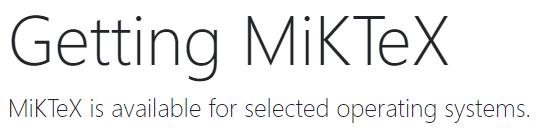 Getting MiKTeX
MiKTeX is available for selected operating systems.